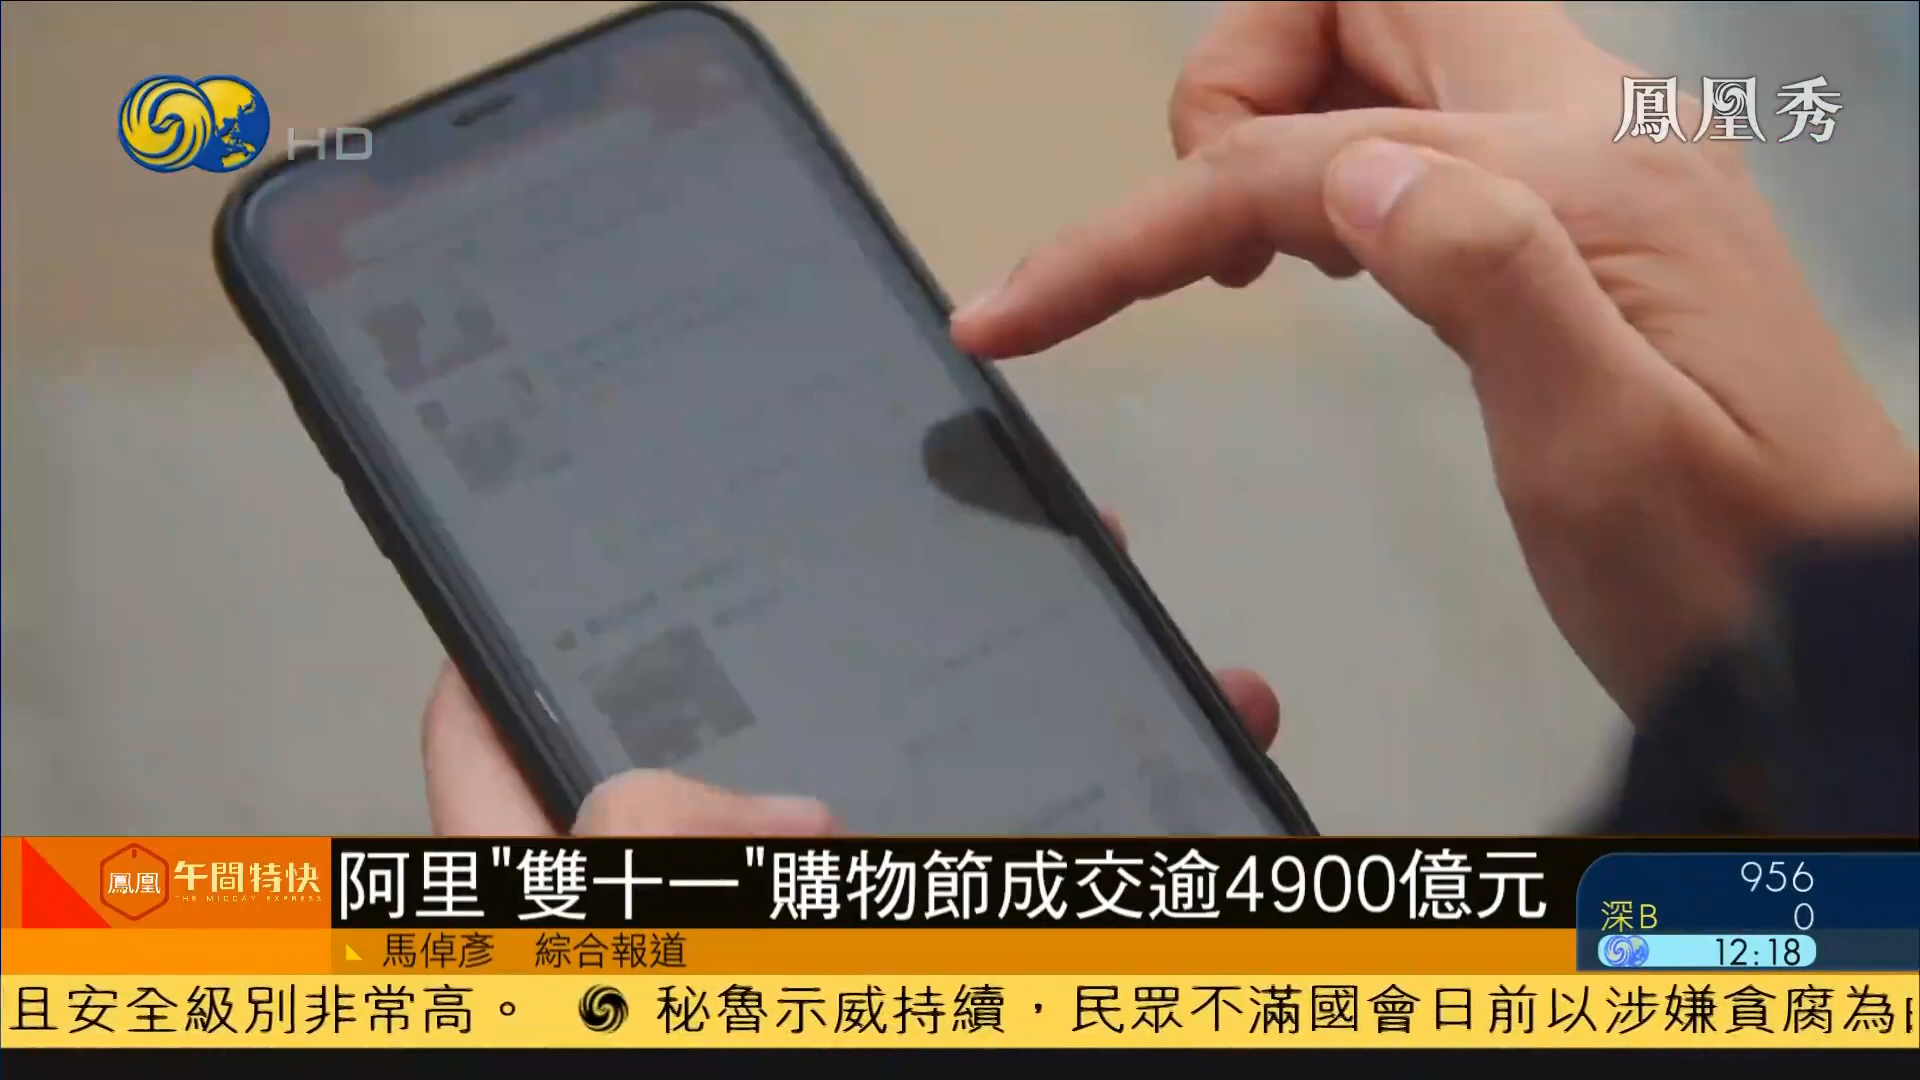 HD
鳳凰秀
鳳凰 午間特快
THE MIDDAY EXPRESS
阿里"雙十一"購物節成交逾4900億元
956
深B 0
馬倬彥 綜合報道
12:18
且安全級別非常高。 秘魯示威持續，民眾不滿國會日前以涉嫌貪腐為